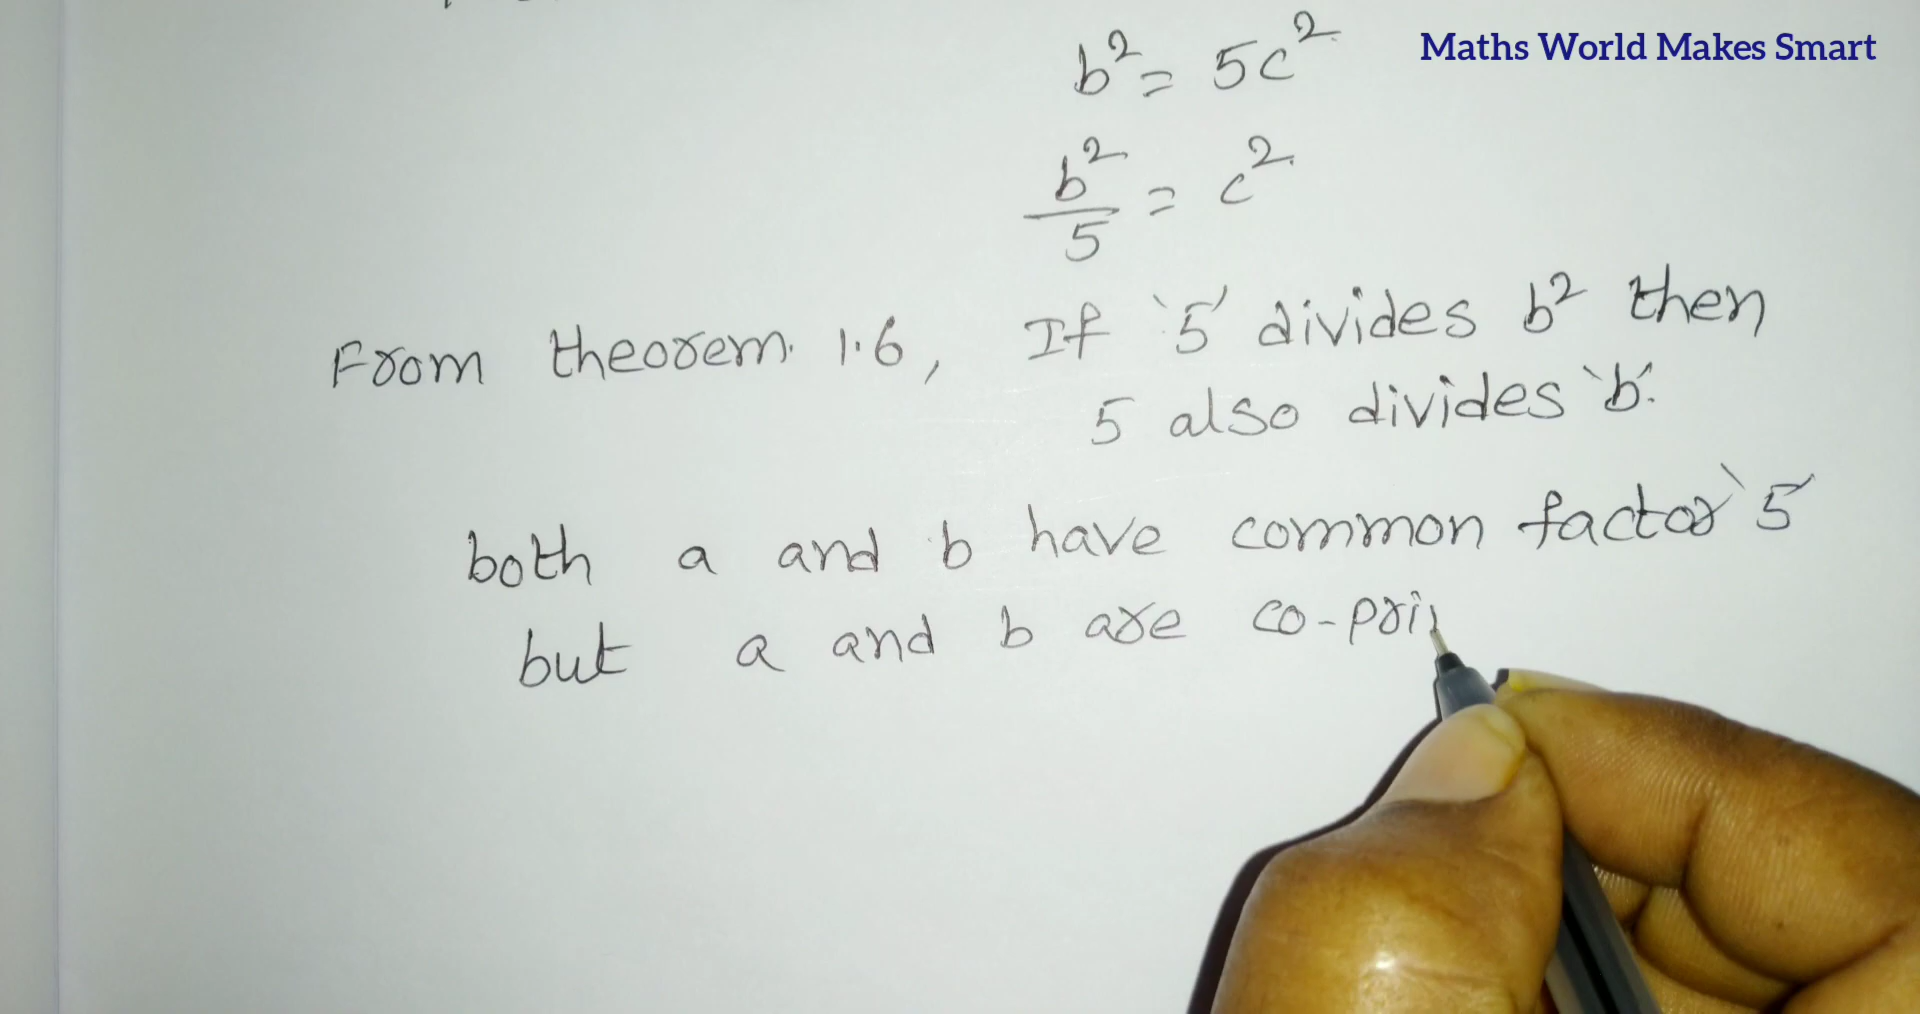 b² = 5c²
Maths World Makes Smart
b²/5 = c²
From theorem 1.6, If '5' divides b² then
5 also divides 'b'.
both a and b have common factor '5'
but a and b are co-pri